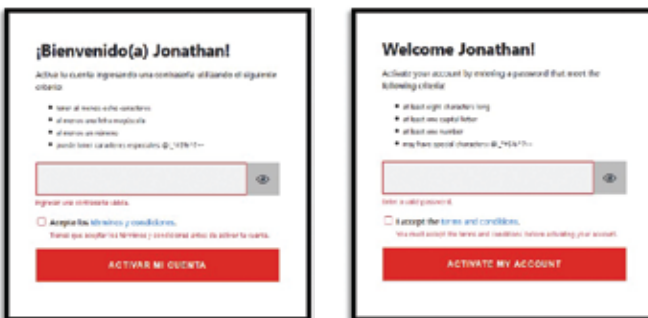 ¡Bienvenido(a) Jonathan!
Activa tu cuenta ingresando una contraseña utilizando el siguiente
criterio:
tener al menos ocho caracteres
al menos una letra mayúscula
al menos un número
puede tener caracteres especiales
Ingresar una contraseña válida.
Acepto los términos y condiciones.
Tienes que aceptar los términos y condiciones antes de activar tu cuenta.
ACTIVAR MI CUENTA
Welcome Jonathan!
Activate your account by entering a password that meet the
following criteria:
at least eight characters long
at least one capital letter
at least one number
may have special characters
Enter a valid password.
I accept the terms and conditions.
You must accept the terms and conditions before activating your account.
ACTIVATE MY ACCOUNT